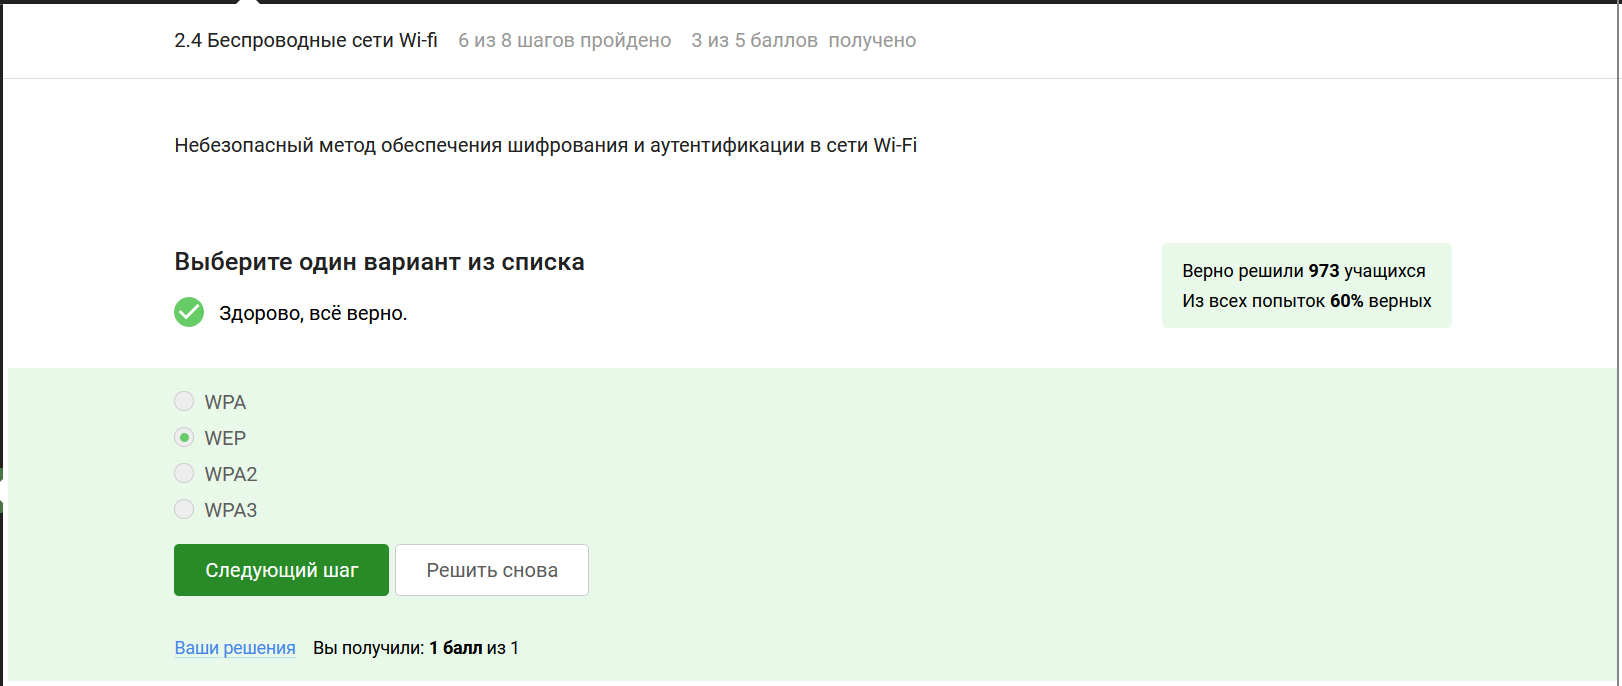 2.4 Беспроводные сети Wi-fi 6 из 8 шагов пройдено 3 из 5 баллов получено
Небезопасный метод обеспечения шифрования и аутентификации в сети Wi-Fi
Выберите один вариант из списка
Здорово, всё верно.
Верно решили 973 учащихся
Из всех попыток 60% верных
WPA
WEP
WPA2
WPA3
Следующий шаг Решить снова
Ваши решения Вы получили: 1 балл из 1